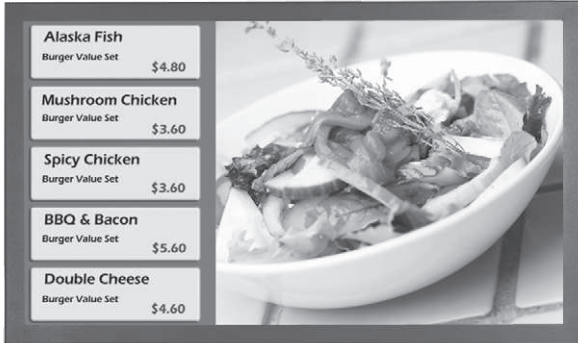 Alaska Fish
Burger Value Set
$4.80
Mushroom Chicken
Burger Value Set
$3.60
Spicy Chicken
Burger Value Set
$3.60
BBQ & Bacon
Burger Value Set
$5.60
Double Cheese
Burger Value Set
$4.60